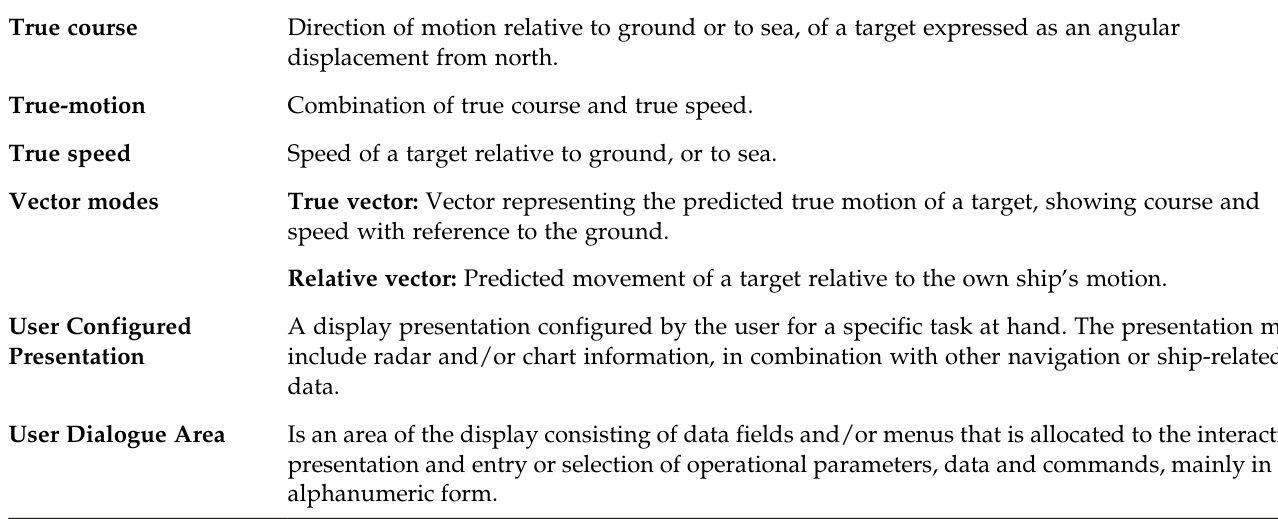 True course Direction of motion relative to ground or to sea, of a target expressed as an angular
displacement from north.
True-motion Combination of true course and true speed.
True speed Speed of a target relative to ground, or to sea.
Vector modes True vector: Vector representing the predicted true motion of a target, showing course and
speed with reference to the ground.
Relative vector: Predicted movement of a target relative to the own ship’s motion.
User Configured A display presentation configured by the user for a specific task at hand. The presentation
Presentation include radar and/or chart information, in combination with other navigation or ship-related
data.
User Dialogue Area Is an area of the display consisting of data fields and/or menus that is allocated to the
presentation and entry or selection of operational parameters, data and commands, mainly in
alphanumeric form.